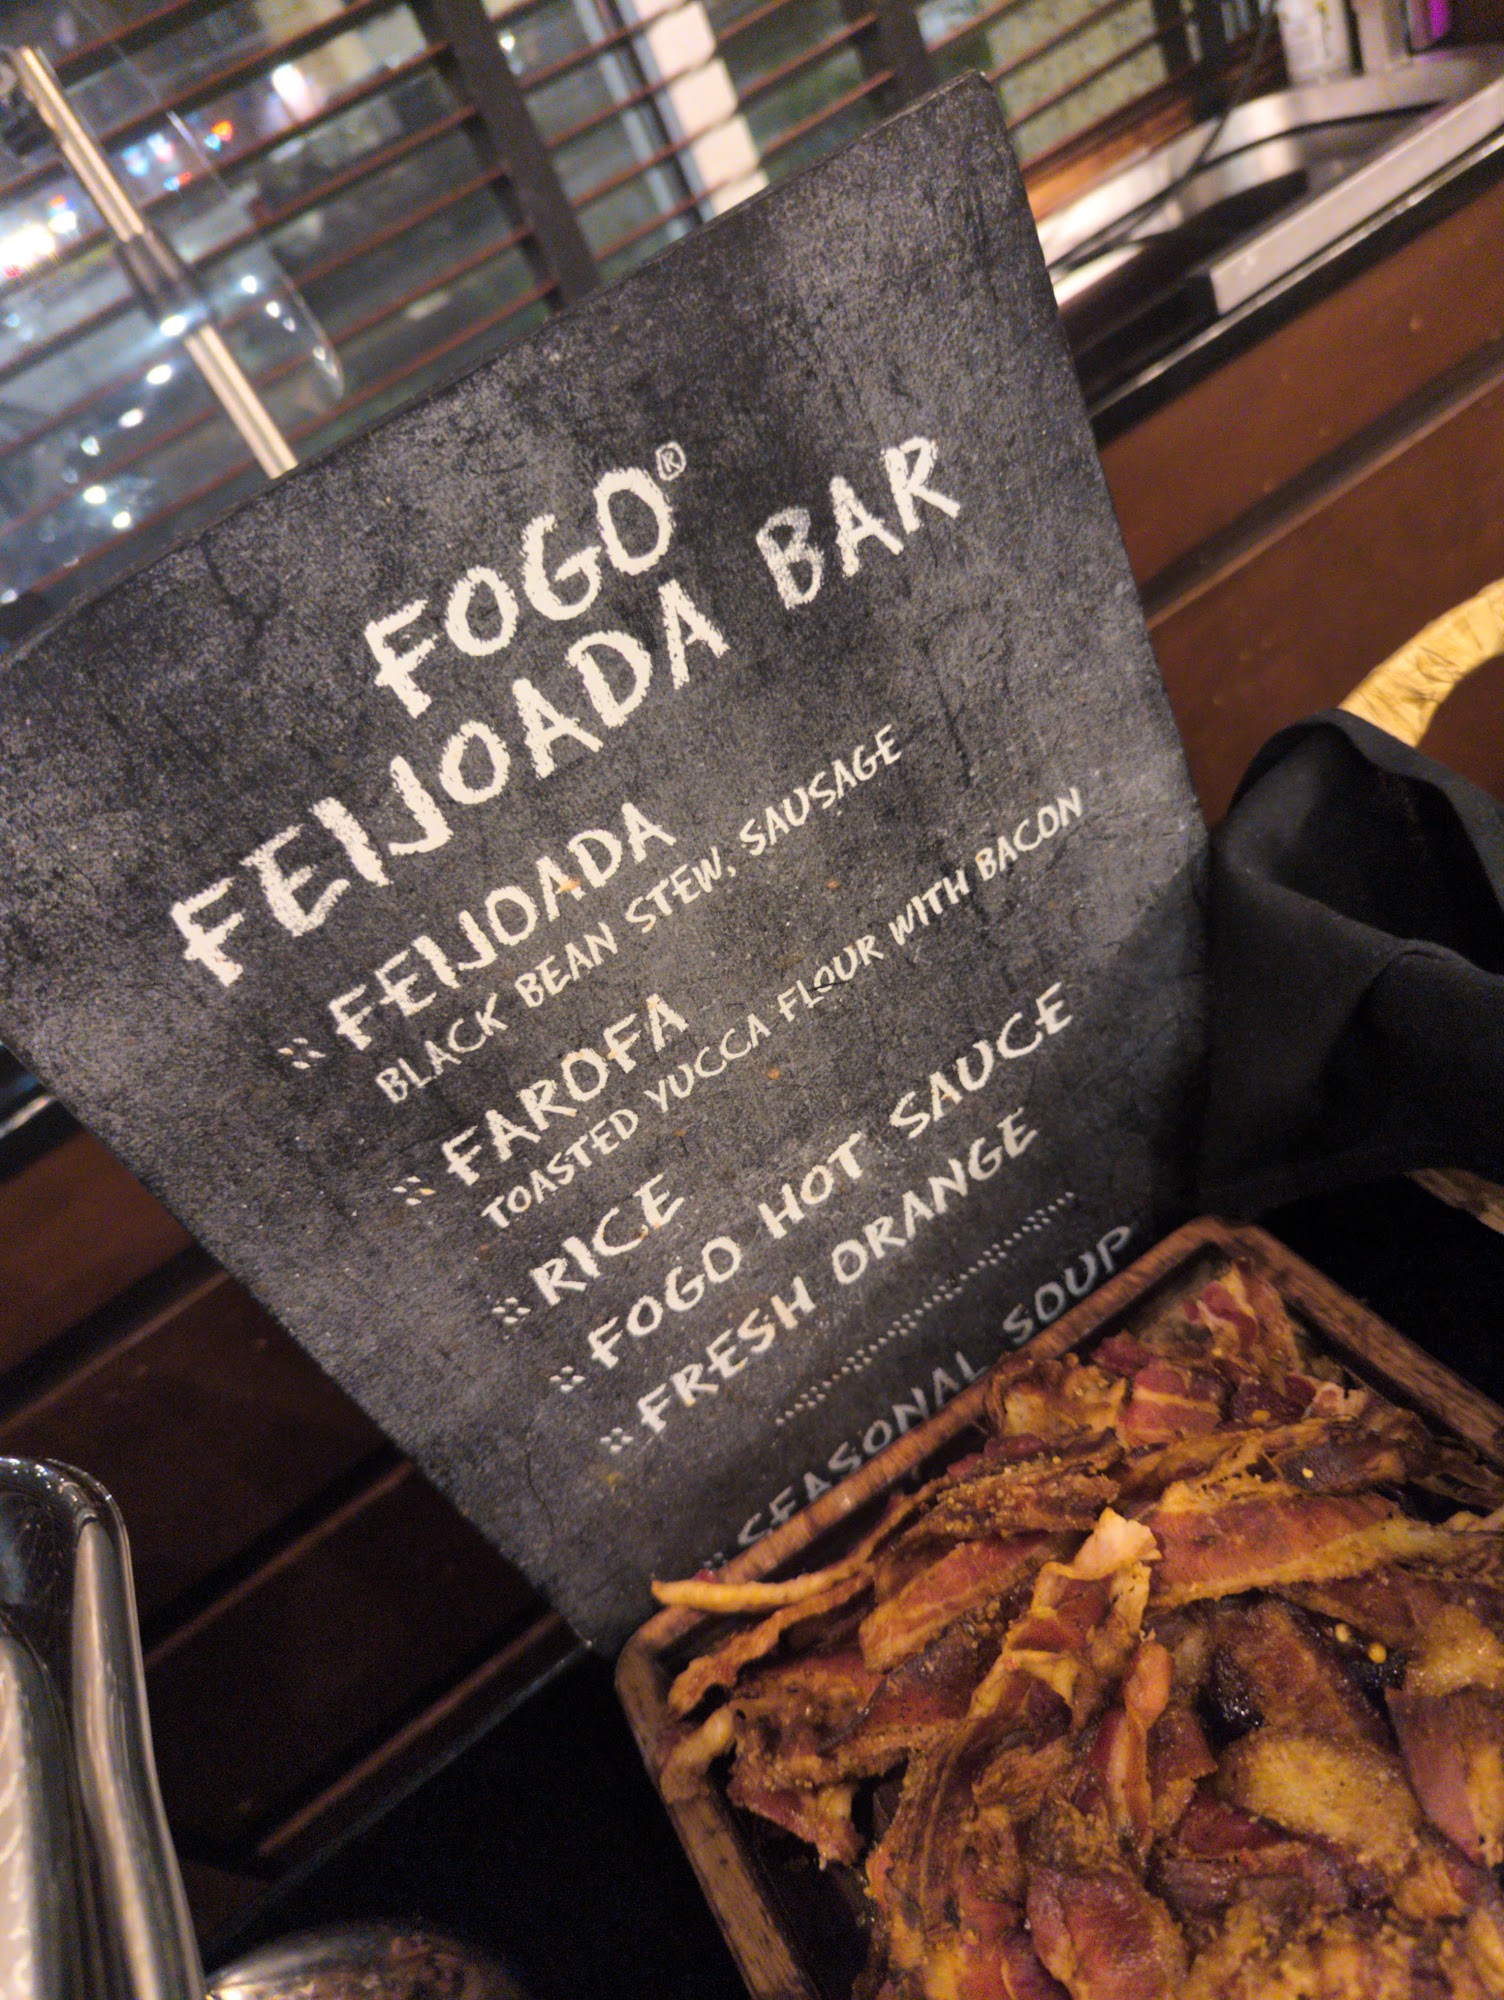 FOGO®
FEIJOADA BAR
FEIJOADA
BLACK BEAN STEW, SAUSAGE
FAROFA
TOASTED YUCCA FLOUR WITH BACON
RICE
FOGO HOT SAUCE
FRESH ORANGE
SEASONAL SOUP